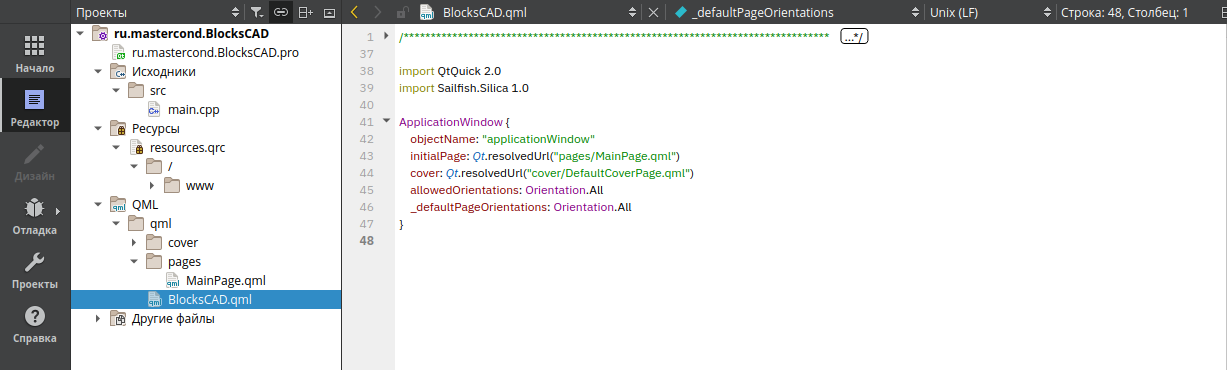 Проекты
BlocksCAD.qml
_defaultPageOrientations
Unix (LF)
Строка: 48, Столбец: 1
Начало
Редактор
Дизайн
Отладка
Проекты
Справка
ru.mastercond.BlocksCAD
ru.mastercond.BlocksCAD.pro
Исходники
src
main.cpp
Ресурсы
resources.qrc
/
www
QML
qml
cover
pages
MainPage.qml
BlocksCAD.qml
Другие файлы
1 /****************************************************************************** ...*/
37
38 import QtQuick 2.0
39 import Sailfish.Silica 1.0
40
41 ApplicationWindow {
42 objectName: "applicationWindow"
43 initialPage: Qt.resolvedUrl("pages/MainPage.qml")
44 cover: Qt.resolvedUrl("cover/DefaultCoverPage.qml")
45 allowedOrientations: Orientation.All
46 _defaultPageOrientations: Orientation.All
47 }
48